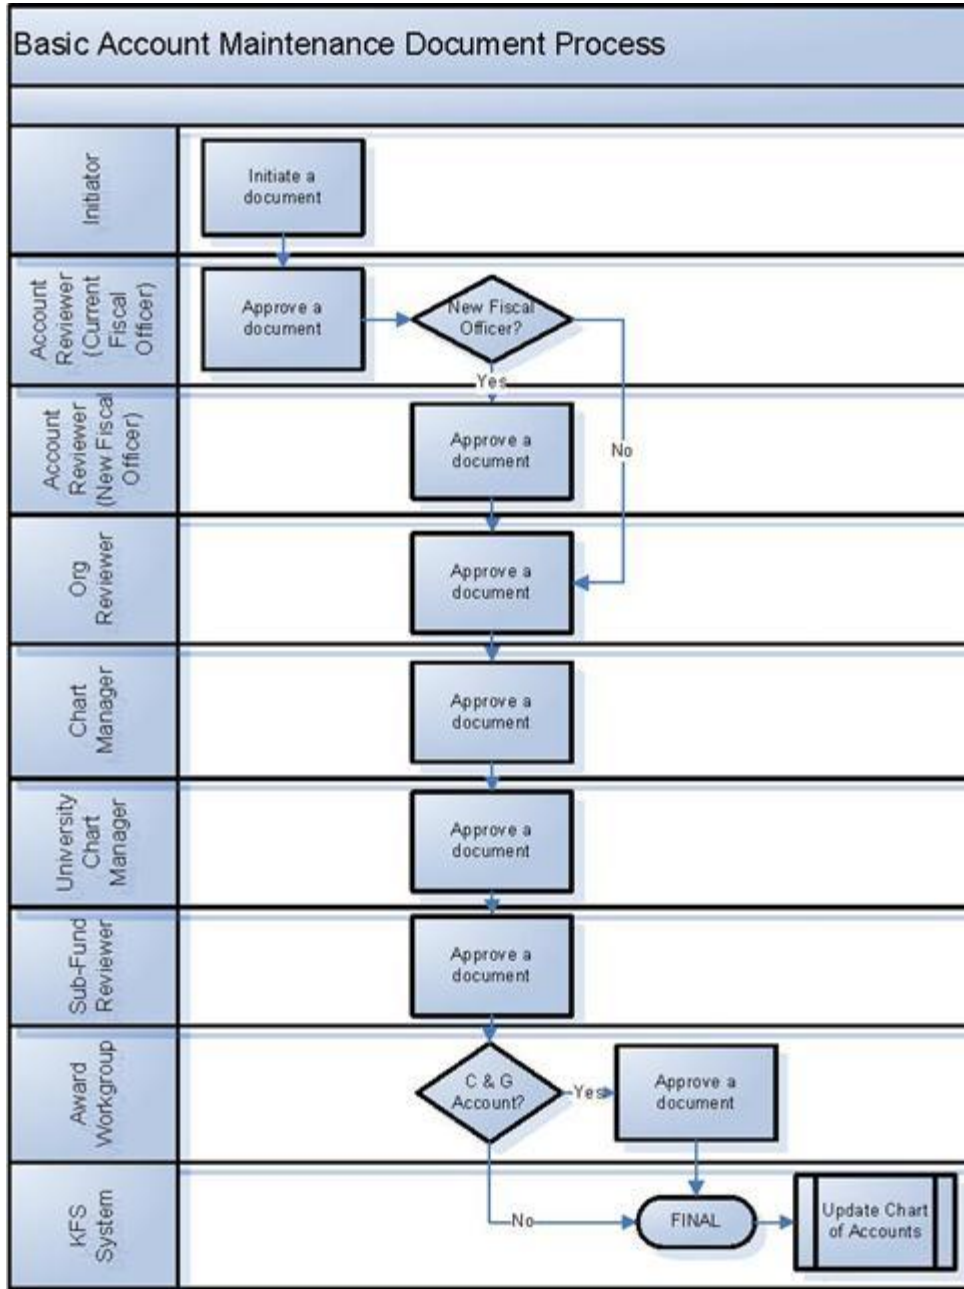 Basic Account Maintenance Document Process
Initiator
Initiate a
document
Account
Reviewer
(Current
Fiscal
Officer)
Approve a
document
New Fiscal
Officer?
Yes
No
Account
Reviewer
(New Fiscal
Officer)
Approve a
document
Org
Reviewer
Approve a
document
Chart
Manager
Approve a
document
University
Chart
Manager
Approve a
document
Sub-Fund
Reviewer
Approve a
document
Award
Workgroup
C & G
Account?
Yes
Approve a
document
KFS
System
No
FINAL
Update Chart
of Accounts